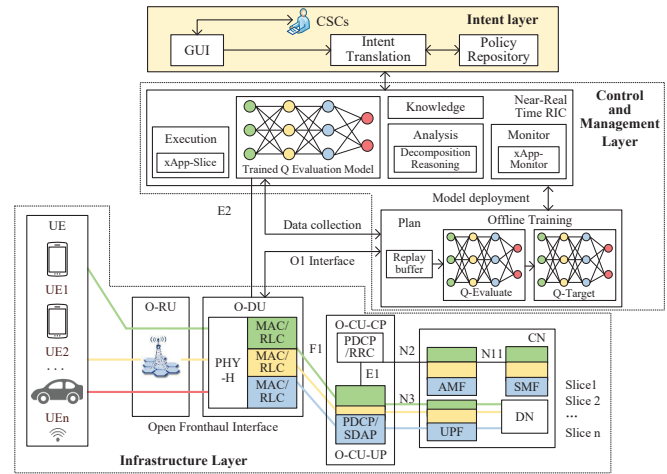 Intent layer
CSCs
GUI
Intent
Translation
Policy
Repository
Control
and
Management
Layer
Near-Real
Time RIC
Knowledge
Execution
xApp-Slice
Trained Q Evaluation Model
Analysis
Decomposition
Reasoning
Monitor
xApp-
Monitor
E2
Data collection
Model deployment
O1 Interface
Plan
Offline Training
Replay
buffer
Q-Evaluate
Q-Target
UE
UE1
UE2
...
UEn
O-RU
O-DU
PHY
-H
MAC/
RLC
MAC/
RLC
MAC/
RLC
Open Fronthaul Interface
F1
O-CU-CP
PDCP
/RRC
E1
PDCP/
SDAP
O-CU-UP
N2
N3
CN
N11
AMF
SMF
UPF
DN
Slice1
Slice 2
...
Slice n
Infrastructure Layer